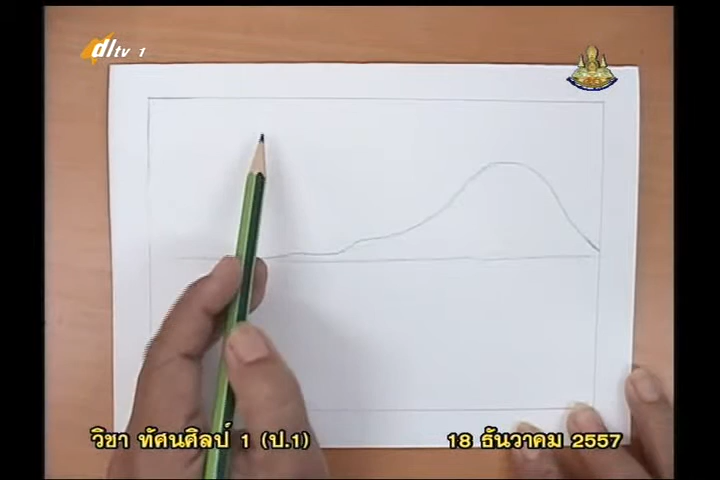 dltv 1
วิชา ทัศนศิลป์ 1 (ป.1)
18 ธันวาคม 2557